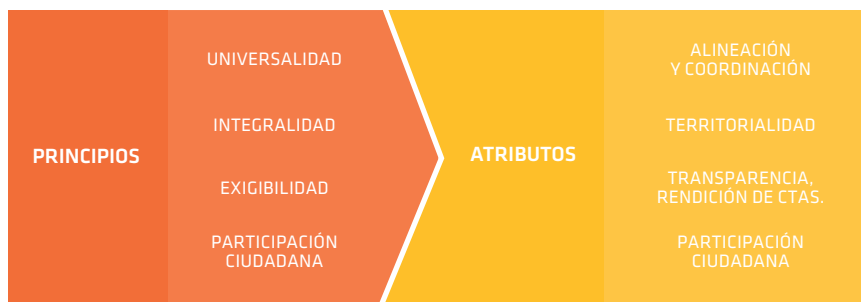 PRINCIPIOS
UNIVERSALIDAD
INTEGRALIDAD
EXIGIBILIDAD
PARTICIPACIÓN
CIUDADANA
ATRIBUTOS
ALINEACIÓN
Y COORDINACIÓN
TERRITORIALIDAD
TRANSPARENCIA,
RENDICIÓN DE CTAS.
PARTICIPACIÓN
CIUDADANA